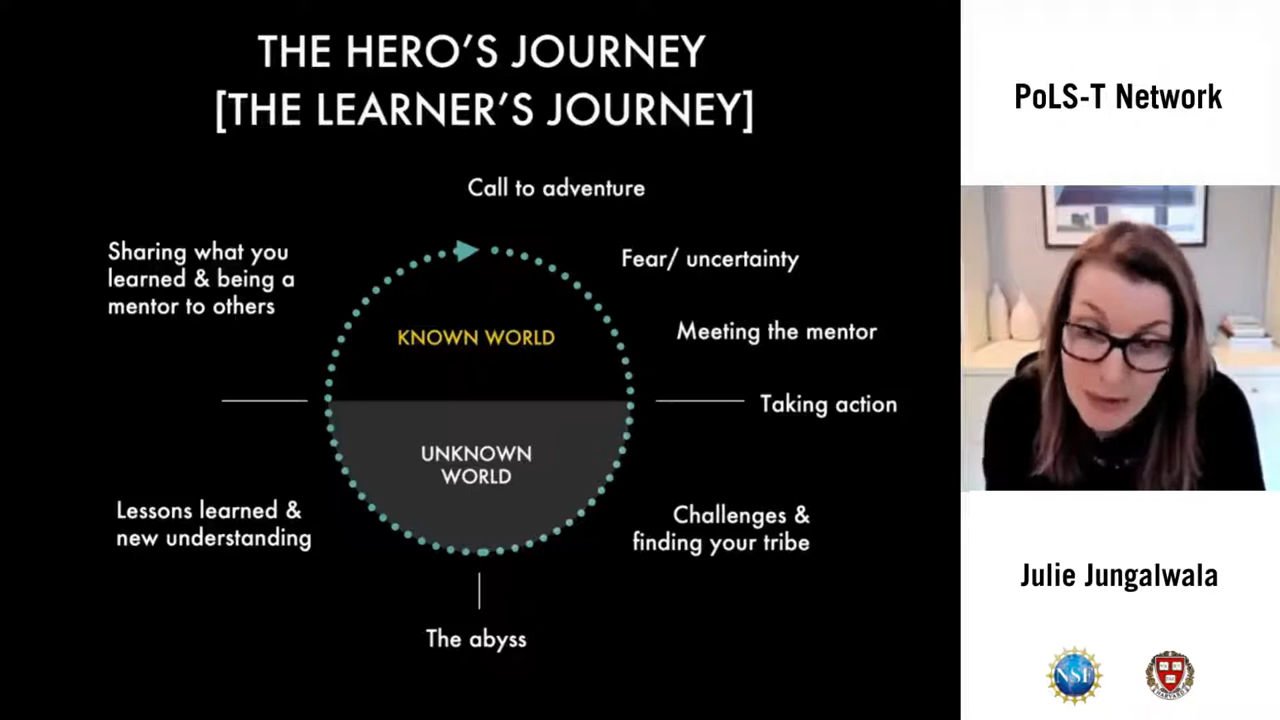 THE HERO'S JOURNEY
[THE LEARNER'S JOURNEY]
Call to adventure
Fear/ uncertainty
Meeting the mentor
Taking action
Challenges &
finding your tribe
The abyss
Lessons learned &
new understanding
Sharing what you
learned & being a
mentor to others
KNOWN WORLD
UNKNOWN
WORLD
PoLS-T Network
Julie Jungalwala
NSF
HARVARD